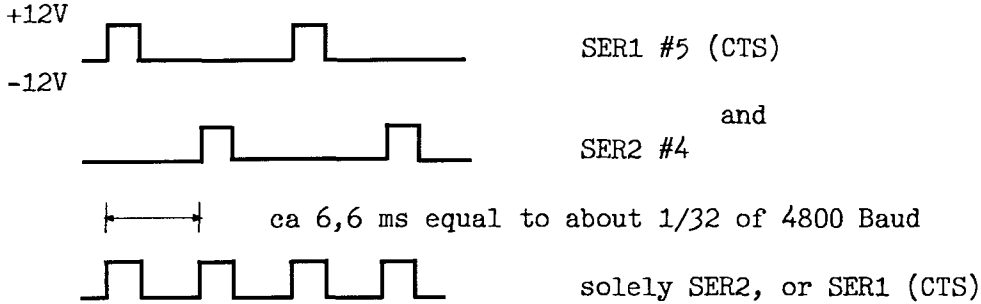 +12V
SER1 #5 (CTS)
-12V
and
SER2 #4
ca 6,6 ms equal to about 1/32 of 4800 Baud
solely SER2, or SER1 (CTS)